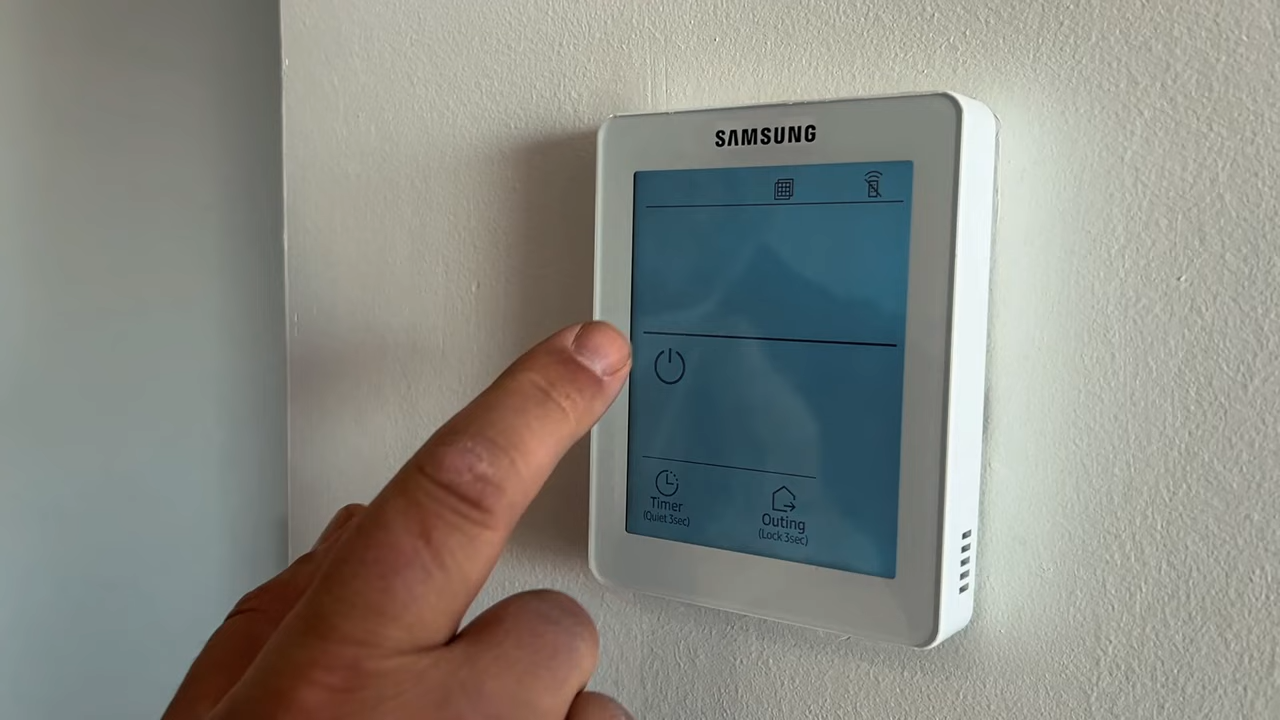 SAMSUNG
Timer
(Quiet 3sec)
Outing
(Lock 3sec)